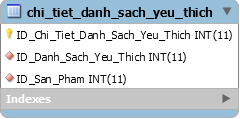 chi_tiet_danh_sach_yeu_thich
ID_Chi_Tiet_Danh_Sach_Yeu_Thich INT(11)
ID_Danh_Sach_Yeu_Thich INT(11)
ID_San_Pham INT(11)
Indexes